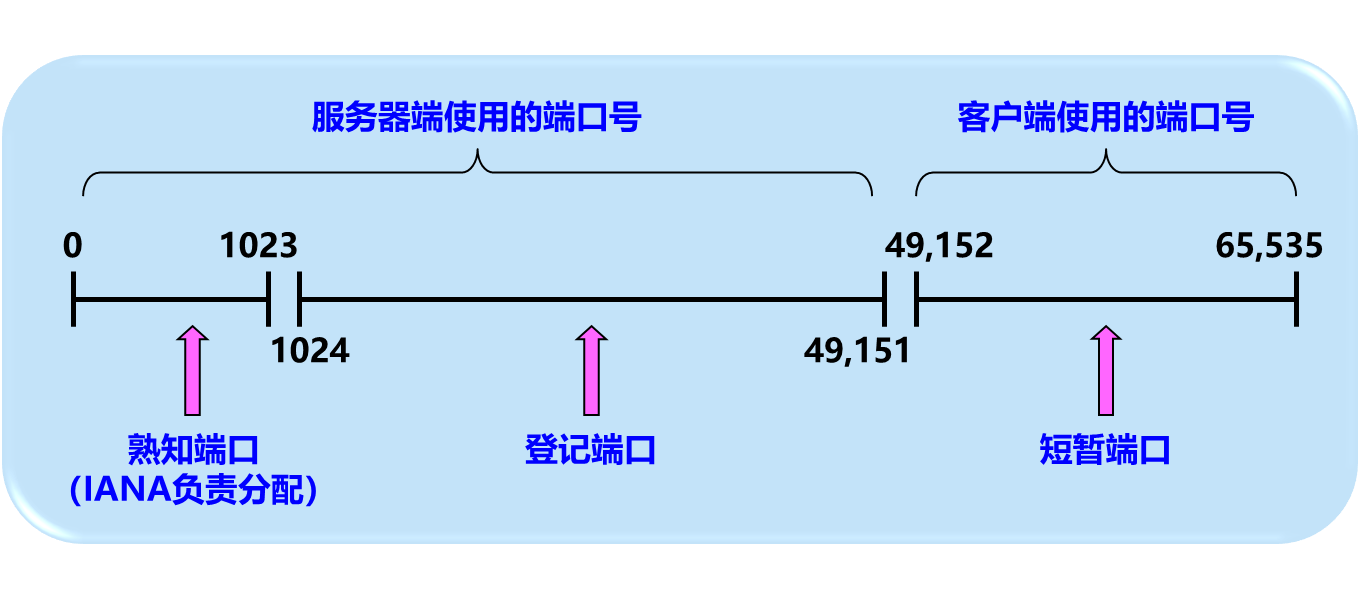 服务器端使用的端口号
客户端使用的端口号
0
1023
49,152
65,535
1024
49,151
熟知端口
(IANA负责分配)
登记端口
短暂端口